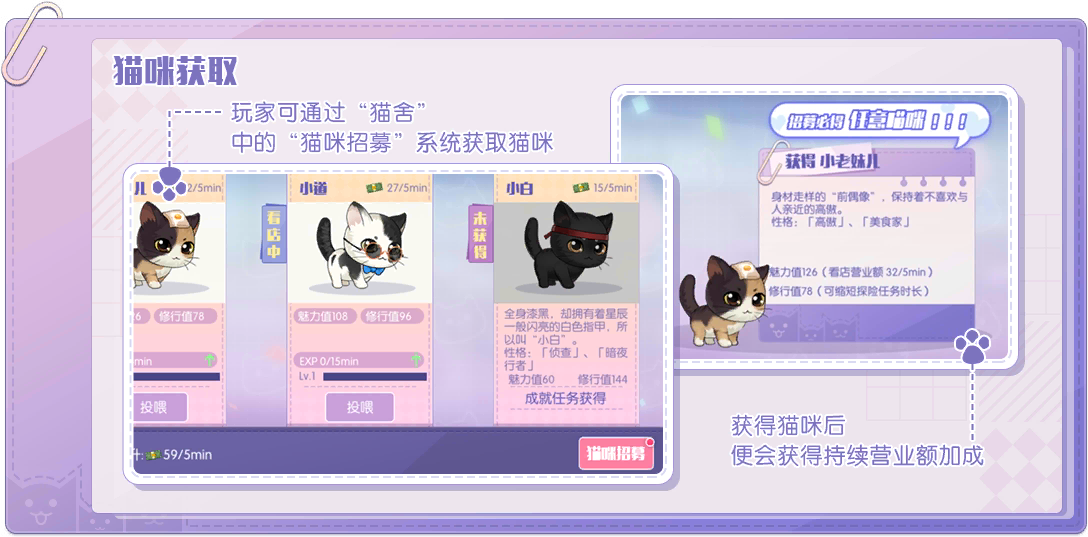 猫咪获取
玩家可通过“猫舍”
中的“猫咪招募”系统获取猫咪
儿
2/5min
6
修行值78
min
投喂
看店中
小道
27/5min
魅力值108
修行值96
EXP 0/15min
Lv.1
投喂
未获得
小白
15/5min
全身漆黑，却拥有着星辰
一般闪亮的白色指甲，所
以叫“小白”。
性格：「侦查」、「暗夜
行者」
魅力值60 修行值144
成就任务获得
计: 59/5min
猫咪招募
招募必得 任意喵咪！！！
获得 小老妹儿
身材走样的“前偶像”，保持着不喜欢与
人亲近的高傲。
性格：「高傲」、「美食家」
魅力值126（看店营业额 32/5min）
修行值78（可缩短探险任务时长）
获得猫咪后
便会获得持续营业额加成